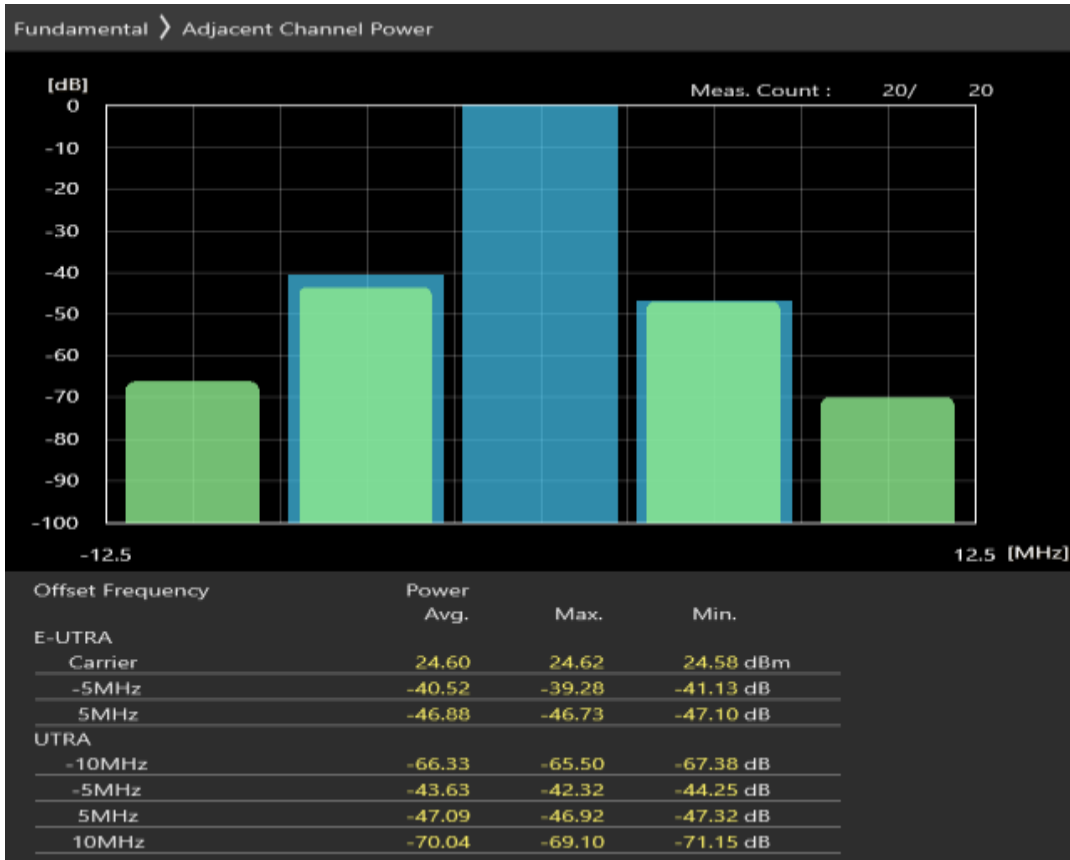 Fundamental 〉 Adjacent Channel Power
[dB]
Meas. Count : 20/ 20
0
-10
-20
-30
-40
-50
-60
-70
-80
-90
-100
-12.5 12.5 [MHz]
Offset Frequency Power
Avg. Max. Min.
E-UTRA
Carrier 24.60 24.62 24.58 dBm
-5MHz -40.52 -39.28 -41.13 dB
5MHz -46.88 -46.73 -47.10 dB
UTRA
-10MHz -66.33 -65.50 -67.38 dB
-5MHz -43.63 -42.32 -44.25 dB
5MHz -47.09 -46.92 -47.32 dB
10MHz -70.04 -69.10 -71.15 dB